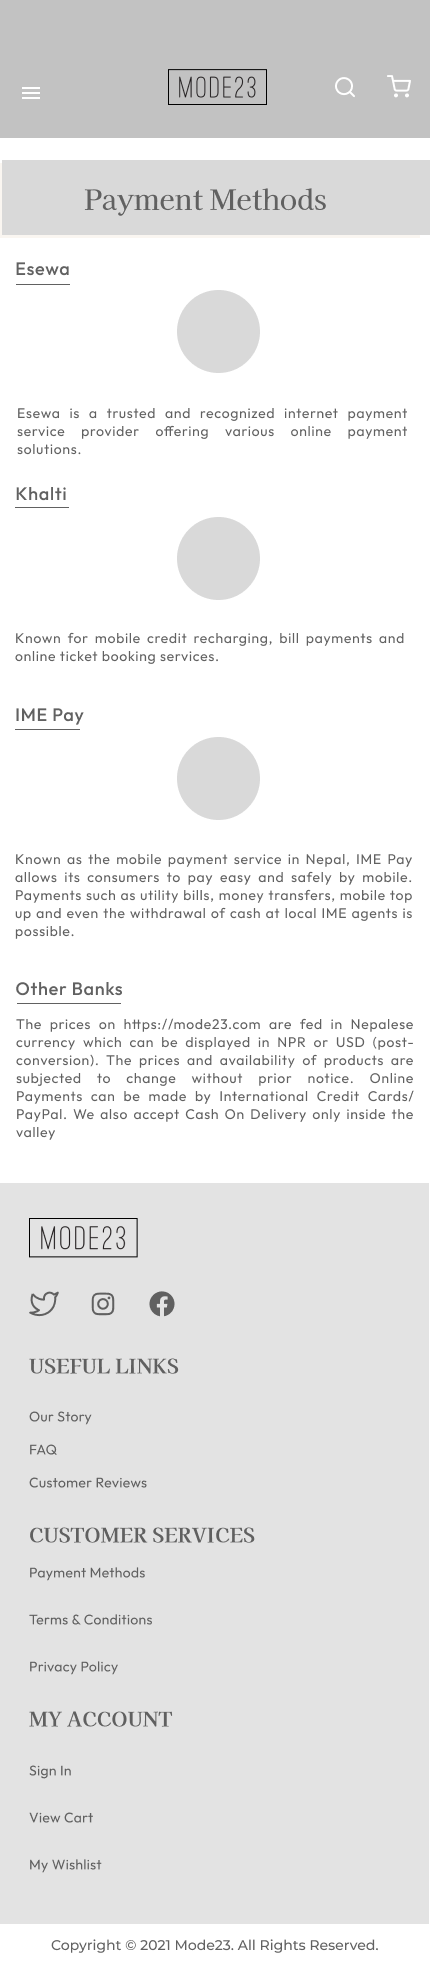 MODE23
Payment Methods
Esewa
Esewa is a trusted and recognized internet payment
service provider offering various online payment
solutions.
Khalti
Known for mobile credit recharging, bill payments and
online ticket booking services.
IME Pay
Known as the mobile payment service in Nepal, IME Pay
allows its consumers to pay easy and safely by mobile.
Payments such as utility bills, money transfers, mobile top
up and even the withdrawal of cash at local IME agents is
possible.
Other Banks
The prices on https://mode23.com are fed in Nepalese
currency which can be displayed in NPR or USD (post-
conversion). The prices and availability of products are
subjected to change without prior notice. Online
Payments can be made by International Credit Cards/
PayPal. We also accept Cash On Delivery only inside the
valley
MODE23
USEFUL LINKS
Our Story
FAQ
Customer Reviews
CUSTOMER SERVICES
Payment Methods
Terms & Conditions
Privacy Policy
MY ACCOUNT
Sign In
View Cart
My Wishlist
Copyright © 2021 Mode23. All Rights Reserved.